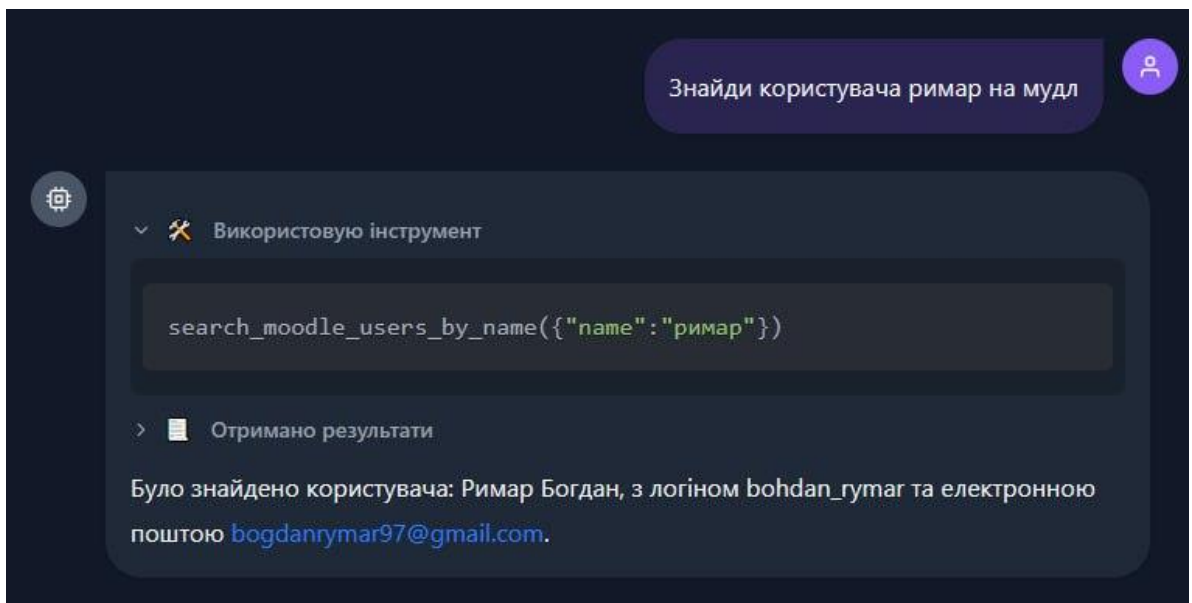 Знайди користувача римар на мудл
Використовую інструмент
search_moodle_users_by_name({"name":"римар"})
Отримано результати
Було знайдено користувача: Римар Богдан, з логіном bohdan_rymar та електронною
поштою bogdanrymar97@gmail.com.